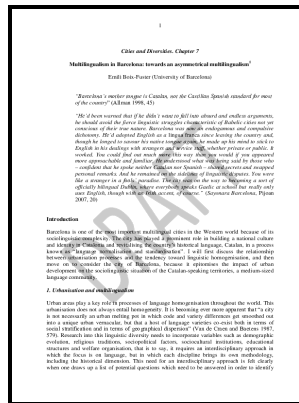 1
Cities and Diversities. Chapter 7
Multilingualism in Barcelona: towards an asymmetrical multilingualism¹
Emili Boix-Fuster (University of Barcelona)
"Barcelona's mother tongue is Catalan, not the Castilian Spanish standard for most
of the country" (Allman 1998, 45)
"He'd been warned that if he didn't want to fall into absurd and endless arguments,
he should avoid the fierce linguistic struggles characteristic of Babelic cities not yet
conscious of their true nature. Barcelona was now an endogamous and compulsive
dichotomy. He'd adopted English as a lingua franca since leaving the country and,
though he longed to savour his native tongue again, he made up his mind to stick to
English in his dealings with strangers and service staff, whether private or public. It
worked. You could find out much more this way than you would if you appeared
more approachable and familiar. He understood what was being said by those who
– confident that he spoke neither Catalan nor Spanish – shared secrets and swapped
personal remarks. And he remained on the sidelines of linguistic disputes. You were
like a stranger in a fields paradise. The city was on the way to becoming a sort of
officially bilingual Dublin, where everybody speaks Gaelic at school but really only
uses English, though with an Irish accent, of course." (Sayonara Barcelona, Pijoan
2007, 20)
Introduction
Barcelona is one of the most important multilingual cities in the Western world because of its
sociolinguistic complexity. The city has played a prominent role in building a national culture
and identity in Catalonia and revitalising the country's historical language, Catalan, in a process
known as "language normalisation and standardization". I will first discuss the relationship
between urbanisation processes and the tendency toward linguistic homogenisation, and then
move on to consider the city of Barcelona, because it epitomises the impact of urban
development on the sociolinguistic situation of the Catalan-speaking territories, a medium-sized
language community.
1. Urbanisation and multilingualism
Urban areas play a key role in processes of language homogenisation throughout the world. This
urbanisation does not always entail homogeneity. It is becoming ever more apparent that "a city
is not necessarily an urban melting pot in which code and variety differences get smoothed out
into a unique urban vernacular, but that a host of language varieties co-exist both in terms of
social stratification and in terms of geographical dispersion" (Van de Craen and Baetens 1987,
579). Research into this linguistic diversity needs to incorporate variables such as demographic
evolution, religious traditions, sociopolitical factors, sociocultural institutions, educational
structures and welfare organisation, that is to say, it requires an interdisciplinary approach in
which the focus is on language, but in which each discipline brings its own methodology,
including the historical dimension. This need for an interdisciplinary approach is felt clearly
when one draws up a list of potential questions which need to be answered in order to identify